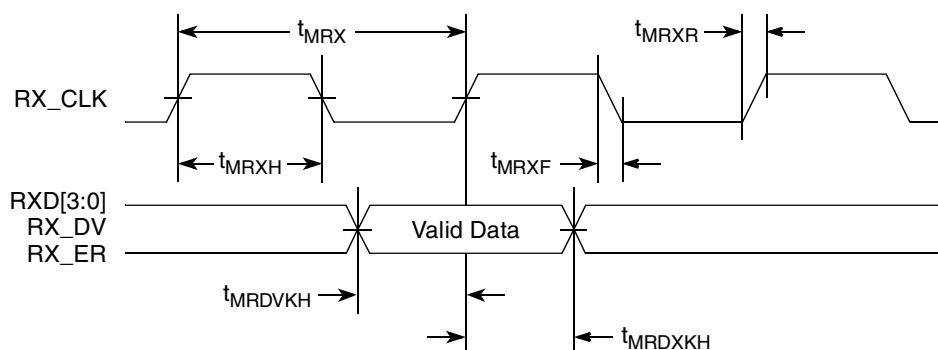 tMRX
tMRXR
RX_CLK
tMRXH
tMRXF
RXD[3:0]
RX_DV
Valid Data
RX_ER
tMRDVKH
tMRDXKH